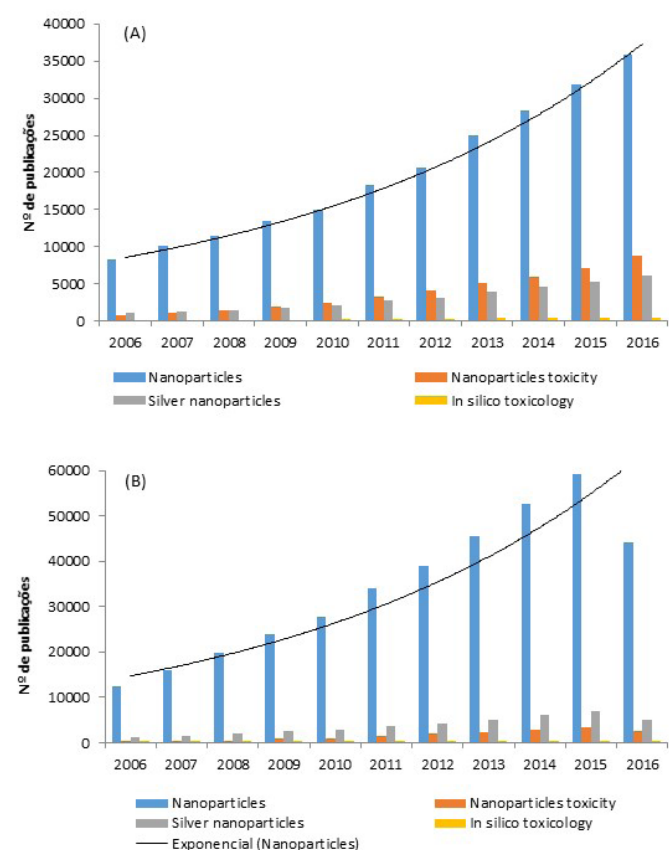 (A)
40000
35000
30000
25000
20000
15000
10000
5000
0
Nº de publicações
2006 2007 2008 2009 2010 2011 2012 2013 2014 2015 2016
Nanoparticles Nanoparticles toxicity
Silver nanoparticles In silico toxicology
(B)
60000
50000
40000
30000
20000
10000
0
Nº de publicações
2006 2007 2008 2009 2010 2011 2012 2013 2014 2015 2016
Nanoparticles Nanoparticles toxicity
Silver nanoparticles In silico toxicology
Exponencial (Nanoparticles)